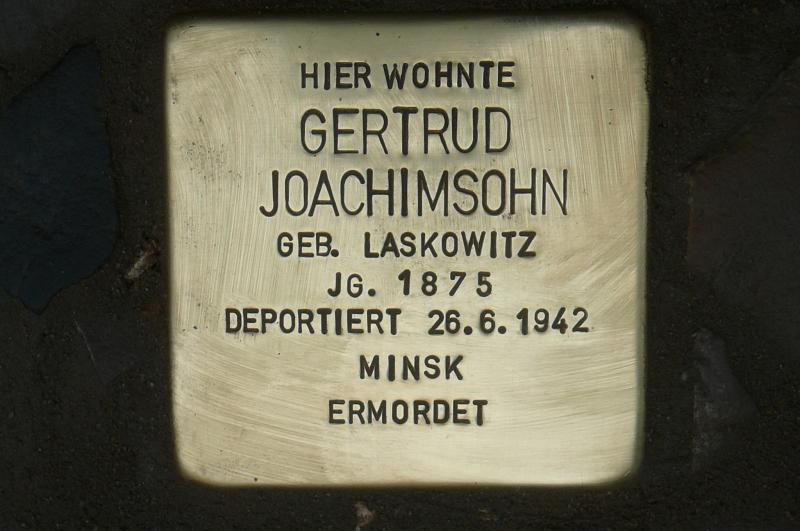 HIER WOHNTE
GERTRUD
JOACHIMSOHN
GEB. LASKOWITZ
JG. 1875
DEPORTIERT 26.6.1942
MINSK
ERMORDET